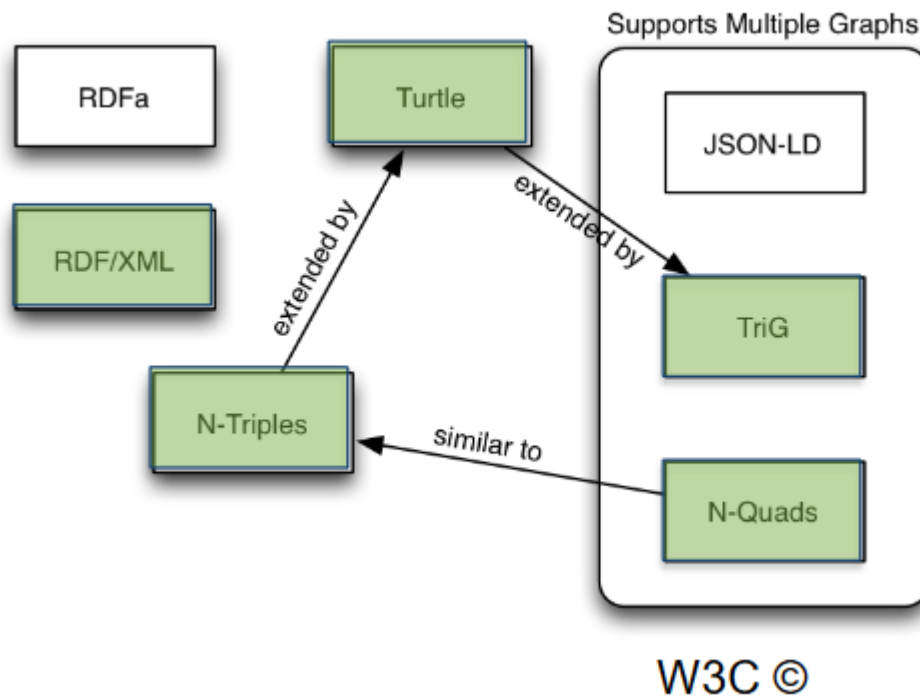 Supports Multiple Graphs
RDFa
Turtle
JSON-LD
extended by
extended by
RDF/XML
TriG
N-Triples
similar to
N-Quads
W3C ©